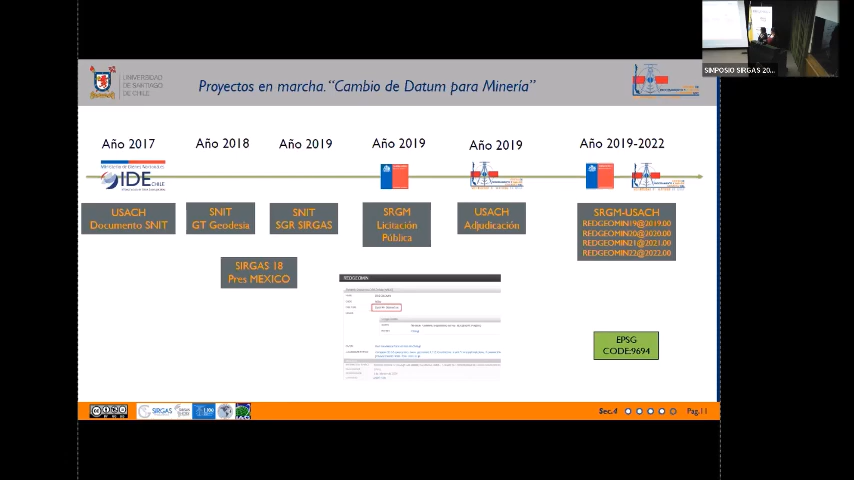 SIMPOSIO SIRGAS 20...
UNIVERSIDAD
DE SANTIAGO
DE CHILE
Proyectos en marcha. “Cambio de Datum para Minería”
Año 2017
Año 2018
Año 2019
Año 2019
Año 2019
Año 2019-2022
IDE CHILE
USACH
Documento SNIT
SNIT
GT Geodesia
SNIT
SGR SIRGAS
SRGM
Licitación
Pública
USACH
Adjudicación
SRGM-USACH
REDGEOMIN19@2019.00
REDGEOMIN20@2020.00
REDGEOMIN21@2021.00
REDGEOMIN22@2022.00
SIRGAS 18
Pres MEXICO
REDGEOMIN
EPSG
CODE:9694
SIRGAS
Sec.4
Pag.11